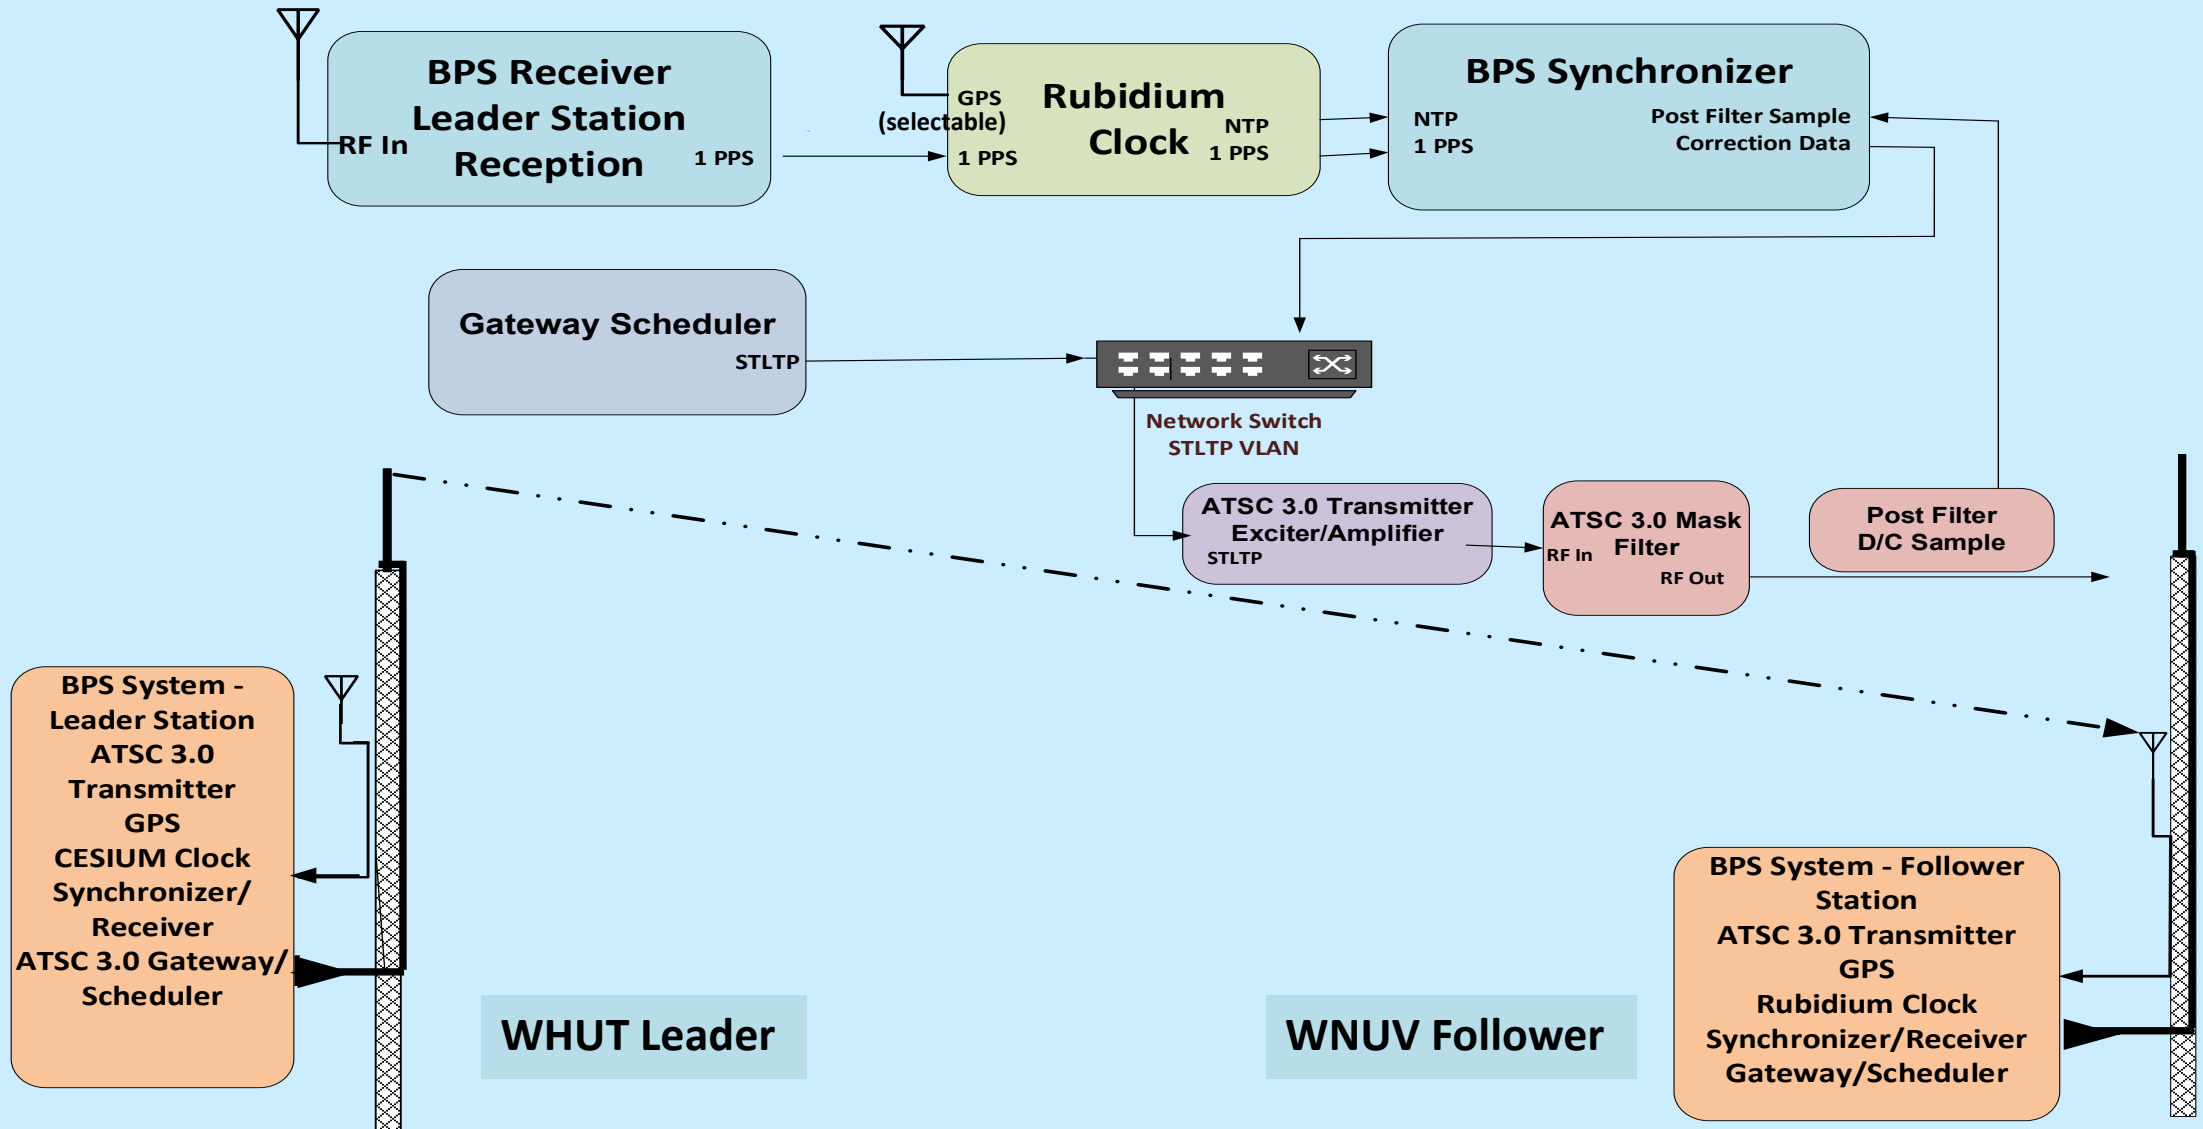 BPS Receiver
Leader Station
Reception
RF In
1 PPS
GPS
(selectable)
1 PPS
Rubidium
Clock
NTP
1 PPS
BPS Synchronizer
NTP
1 PPS
Post Filter Sample
Correction Data
Gateway Scheduler
STLTP
Network Switch
STLTP VLAN
ATSC 3.0 Transmitter
Exciter/Amplifier
STLTP
ATSC 3.0 Mask
Filter
RF In
RF Out
Post Filter
D/C Sample
BPS System -
Leader Station
ATSC 3.0
Transmitter
GPS
CESIUM Clock
Synchronizer/
Receiver
ATSC 3.0 Gateway/
Scheduler
WHUT Leader
WNUV Follower
BPS System - Follower
Station
ATSC 3.0 Transmitter
GPS
Rubidium Clock
Synchronizer/Receiver
Gateway/Scheduler